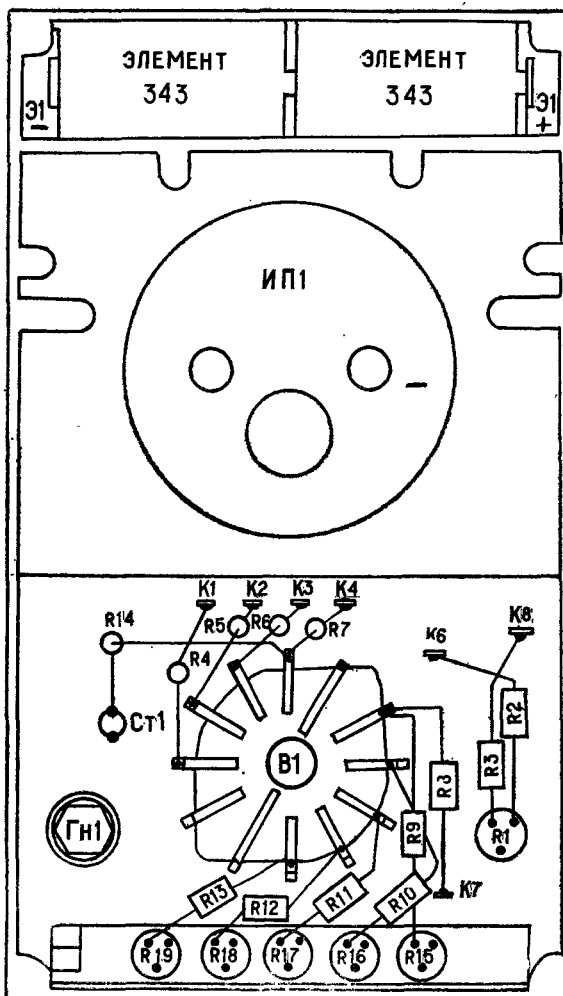 ЭЛЕМЕНТ
343
ЭЛЕМЕНТ
343
Э1
−
Э1
+
ИП1
−
К1
К2
К3
К4
R14
R5
R6
R7
R4
К6
К8
Ст1
В1
R2
R3
R8
R9
R1
Гн1
R13
R12
R11
R10
К7
R19
R18
R17
R16
R15